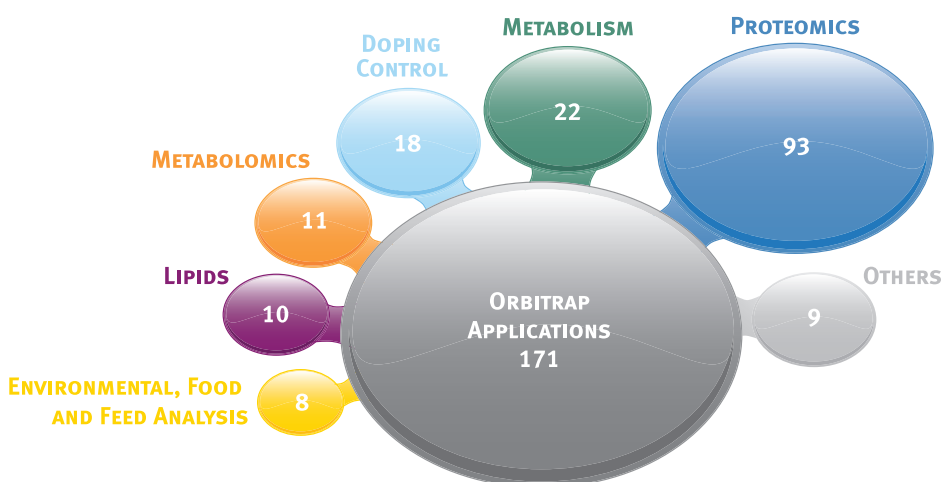 PROTEOMICS
93
METABOLISM
22
DOPING
CONTROL
18
METABOLOMICS
11
LIPIDS
10
ENVIRONMENTAL, FOOD
AND FEED ANALYSIS
8
ORBITRAP
APPLICATIONS
171
OTHERS
9